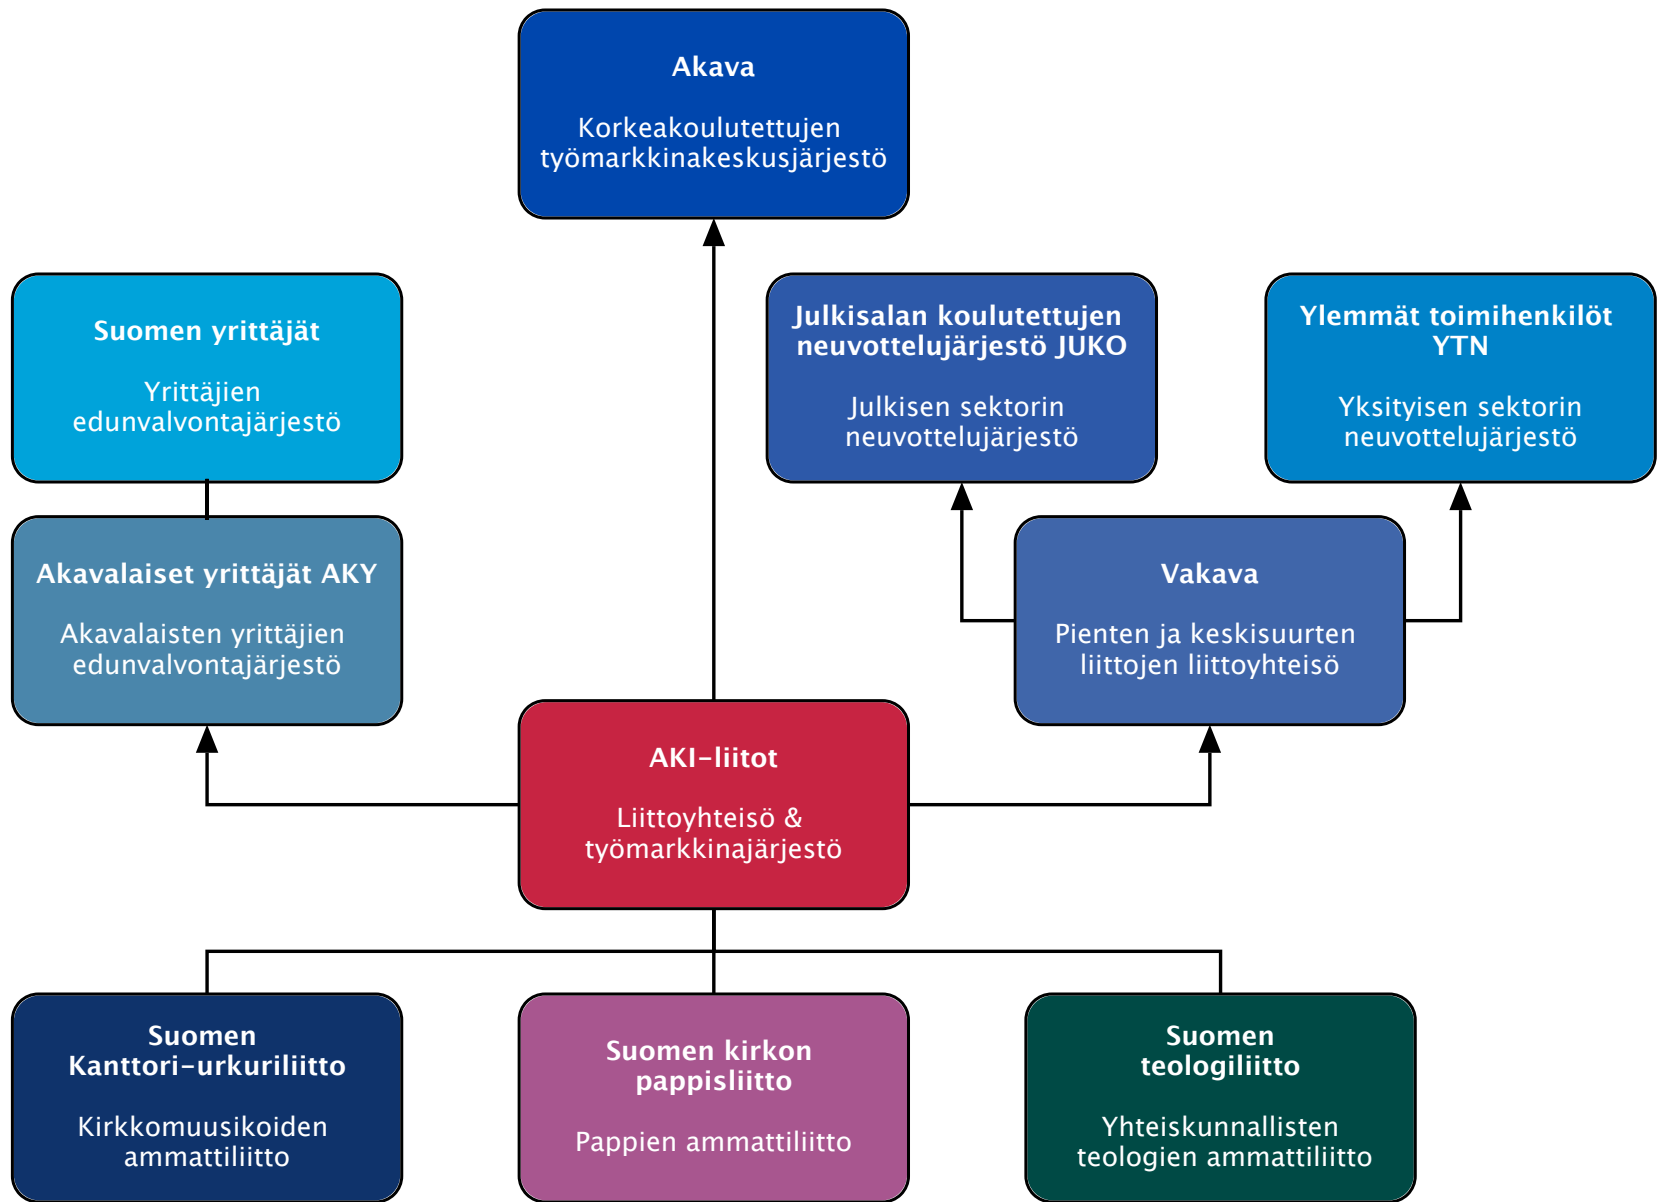 Akava
Korkeakoulutettujen
työmarkkinakeskusjärjestö
Suomen yrittäjät
Yrittäjien
edunvalvontajärjestö
Julkisalan koulutettujen
neuvottelujärjestö JUKO
Julkisen sektorin
neuvottelujärjestö
Ylemmät toimihenkilöt
YTN
Yksityisen sektorin
neuvottelujärjestö
Akavalaiset yrittäjät AKY
Akavalaisten yrittäjien
edunvalvontajärjestö
Vakava
Pienten ja keskisuurten
liittojen liittoyhteisö
AKI-liitot
Liittoyhteisö &
työmarkkinajärjestö
Suomen
Kanttori-urkuriliitto
Kirkkomuusikoiden
ammattiliitto
Suomen kirkon
pappisliitto
Pappien ammattiliitto
Suomen
teologiliitto
Yhteiskunnallisten
teologien ammattiliitto